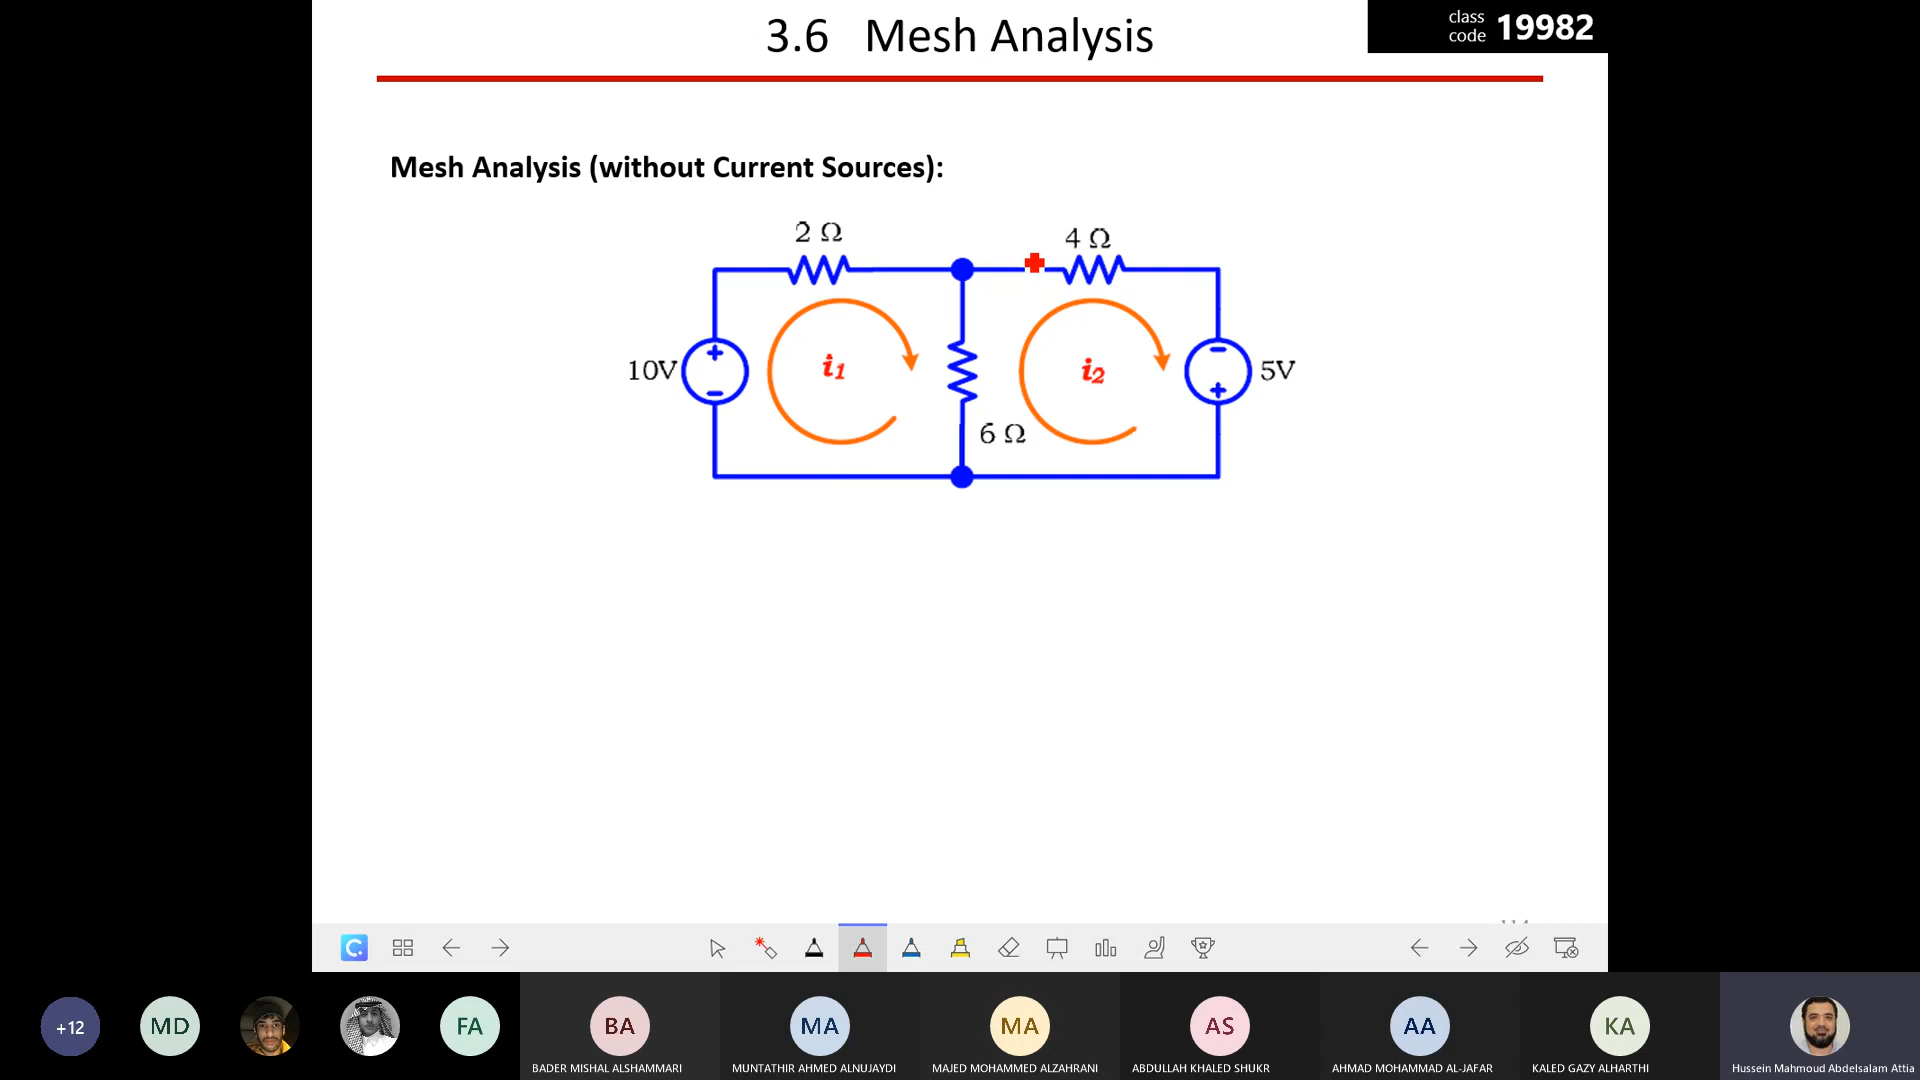 3.6 Mesh Analysis
class code 19982
Mesh Analysis (without Current Sources):
2 Ω
4 Ω
10V
i1
i2
5V
6 Ω
C.
+12
MD
FA
BA
MA
MA
AS
AA
KA
BADER MISHAL ALSHAMMARI
MUNTATHIR AHMED ALNUJAYDI
MAJED MOHAMMED ALZAHRANI
ABDULLAH KHALED SHUKR
AHMAD MOHAMMAD AL-JAFAR
KALED GAZY ALHARTHI
Hussein Mahmoud Abdelsalam Attia